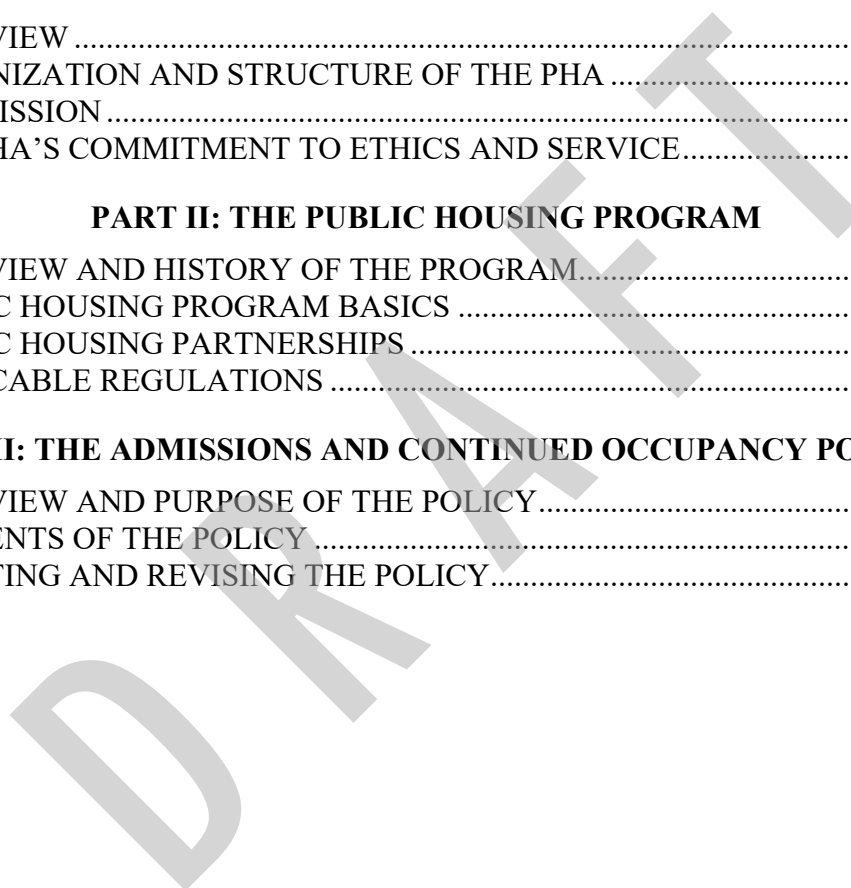 VIEW ........................................................................
NIZATION AND STRUCTURE OF THE PHA ........................
ISSION ....................................................................
HA'S COMMITMENT TO ETHICS AND SERVICE................
PART II: THE PUBLIC HOUSING PROGRAM
VIEW AND HISTORY OF THE PROGRAM...........................
C HOUSING PROGRAM BASICS .......................................
C HOUSING PARTNERSHIPS ............................................
CABLE REGULATIONS ....................................................
II: THE ADMISSIONS AND CONTINUED OCCUPANCY PO
VIEW AND PURPOSE OF THE POLICY................................
ENTS OF THE POLICY.......................................................
TING AND REVISING THE POLICY.....................................
DRAFT